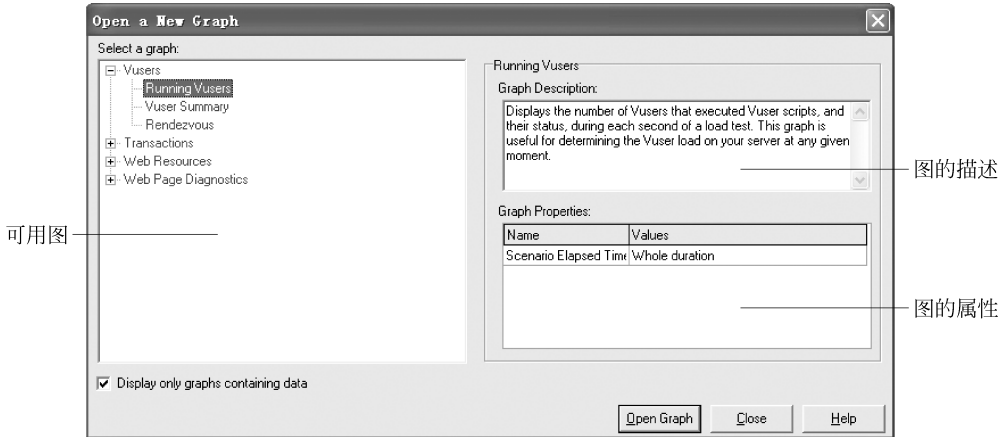 Open a New Graph
Select a graph:
Vusers
Running Vusers
Vuser Summary
Rendezvous
Transactions
Web Resources
Web Page Diagnostics
可用图
Display only graphs containing data
Running Vusers
Graph Description:
Displays the number of Vusers that executed Vuser scripts, and
their status, during each second of a load test. This graph is
useful for determining the Vuser load on your server at any given
moment.
图的描述
Graph Properties:
Name Values
Scenario Elapsed Time Whole duration
图的属性
Open Graph Close Help